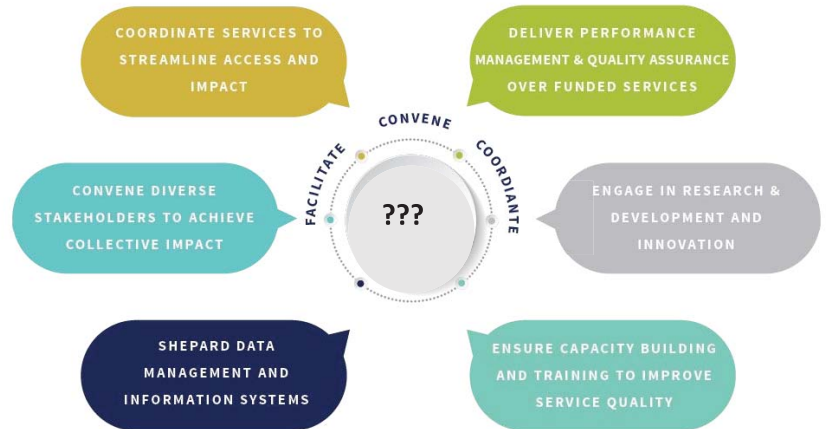 COORDINATE SERVICES TO
STREAMLINE ACCESS AND
IMPACT
DELIVER PERFORMANCE
MANAGEMENT & QUALITY ASSURANCE
OVER FUNDED SERVICES
FACILITATE
CONVENE
COORDIANTE
CONVENE DIVERSE
STAKEHOLDERS TO ACHIEVE
COLLECTIVE IMPACT
???
ENGAGE IN RESEARCH &
DEVELOPMENT AND
INNOVATION
SHEPARD DATA
MANAGEMENT AND
INFORMATION SYSTEMS
ENSURE CAPACITY BUILDING
AND TRAINING TO IMPROVE
SERVICE QUALITY